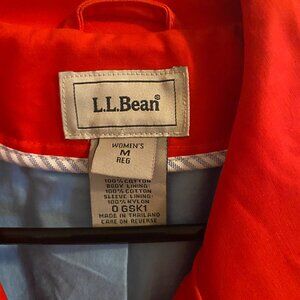 L.L.Bean®
WOMEN'S
M
REG
100% COTTON
BODY LINING:
100% COTTON
SLEEVE LINING:
100% NYLON
0 GSK1
MADE IN THAILAND
CARE ON REVERSE